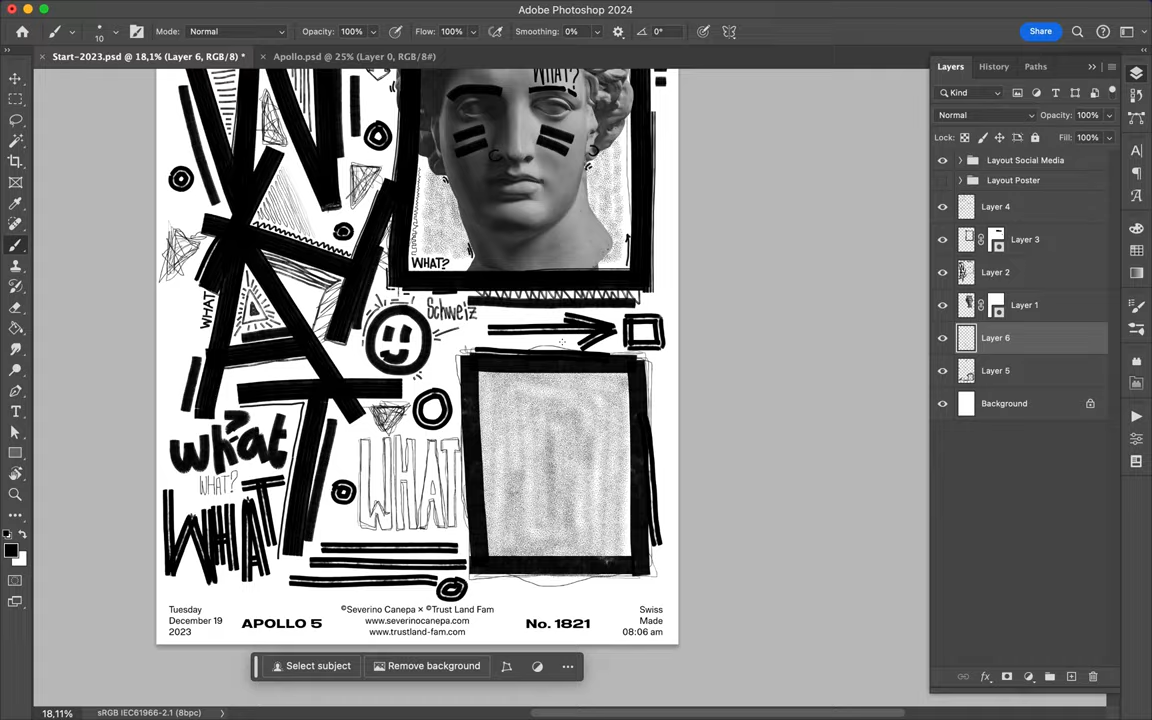 Adobe Photoshop 2024
10
Mode: Normal
Opacity: 100%
Flow: 100%
Smoothing: 0%
0°
Share
Start-2023.psd @ 18,1% (Layer 6, RGB/8) *
Apollo.psd @ 25% (Layer 0, RGB/8#)
Layers
History
Paths
Kind
Normal
Opacity: 100%
Lock:
Fill: 100%
Layout Social Media
Layout Poster
Layer 4
Layer 3
Layer 2
Layer 1
Layer 6
Layer 5
Background
WHAT?
WHAT?
WHAT
Schweiz
what?
WHAT?
WHAT
WHAT
Tuesday
December 19
2023
APOLLO 5
©Severino Canepa × ©Trust Land Fam
www.severinocanepa.com
www.trustland-fam.com
No. 1821
Swiss
Made
08:06 am
Select subject
Remove background
18,11%
sRGB IEC61966-2.1 (8bpc)